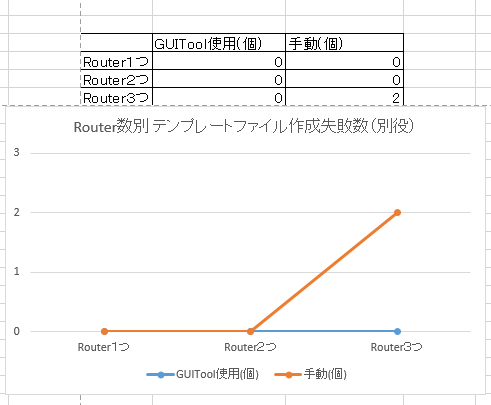 GUITool使用(個) 手動(個)
Router1つ 0 0
Router2つ 0 0
Router3つ 0 2
Router数別 テンプレートファイル作成失敗数（別役）
3
2
1
0
Router1つ Router2つ Router3つ
GUITool使用(個) 手動(個)